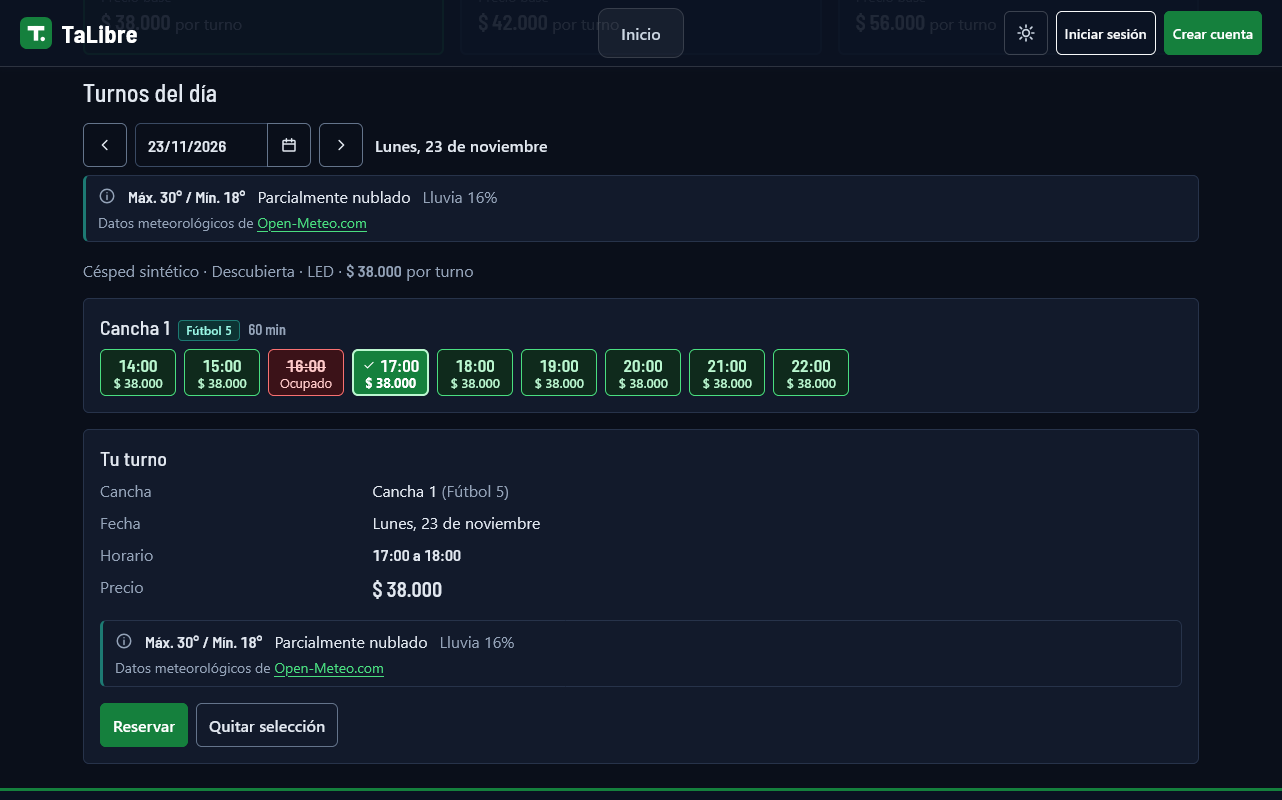 $ 38.000 por turno
$ 42.000 por turno
$ 56.000 por turno
T. TaLibre
Inicio
Iniciar sesión
Crear cuenta
Turnos del día
23/11/2026
Lunes, 23 de noviembre
Máx. 30° / Mín. 18° Parcialmente nublado Lluvia 16%
Datos meteorológicos de Open-Meteo.com
Césped sintético · Descubierta · LED · $ 38.000 por turno
Cancha 1 Fútbol 5 60 min
14:00 15:00 16:00 17:00 18:00 19:00 20:00 21:00 22:00
$ 38.000 $ 38.000 Ocupado $ 38.000 $ 38.000 $ 38.000 $ 38.000 $ 38.000 $ 38.000
Tu turno
Cancha Cancha 1 (Fútbol 5)
Fecha Lunes, 23 de noviembre
Horario 17:00 a 18:00
Precio $ 38.000
Máx. 30° / Mín. 18° Parcialmente nublado Lluvia 16%
Datos meteorológicos de Open-Meteo.com
Reservar Quitar selección